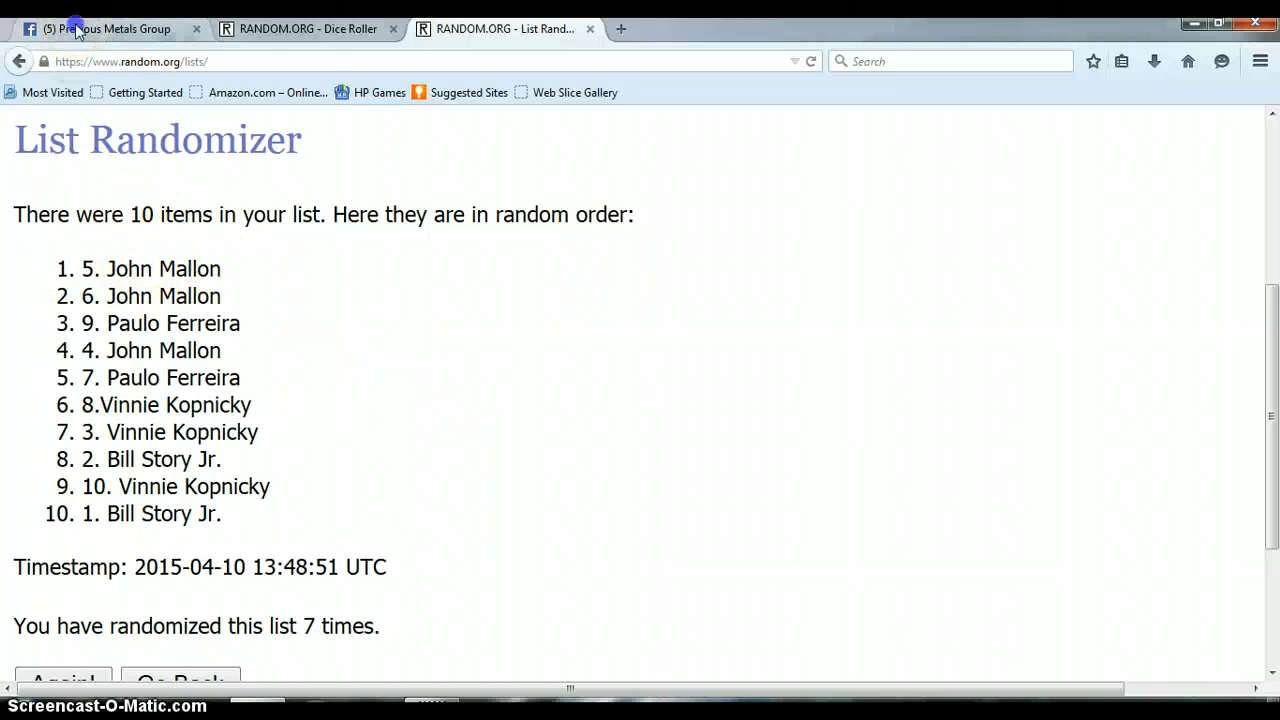 (5) Precious Metals Group
RANDOM.ORG - Dice Roller
RANDOM.ORG - List Rand...
https://www.random.org/lists/
Search
Most Visited
Getting Started
Amazon.com – Online...
HP Games
Suggested Sites
Web Slice Gallery
List Randomizer
There were 10 items in your list. Here they are in random order:
1. 5. John Mallon
2. 6. John Mallon
3. 9. Paulo Ferreira
4. 4. John Mallon
5. 7. Paulo Ferreira
6. 8.Vinnie Kopnicky
7. 3. Vinnie Kopnicky
8. 2. Bill Story Jr.
9. 10. Vinnie Kopnicky
10. 1. Bill Story Jr.
Timestamp: 2015-04-10 13:48:51 UTC
You have randomized this list 7 times.
Again! Go Back
Screencast-O-Matic.com